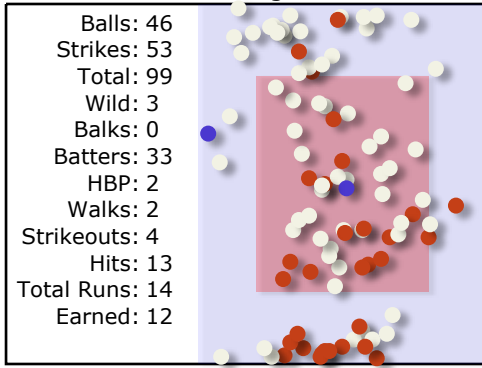 Balls: 46
Strikes: 53
Total: 99
Wild: 3
Balks: 0
Batters: 33
HBP: 2
Walks: 2
Strikeouts: 4
Hits: 13
Total Runs: 14
Earned: 12